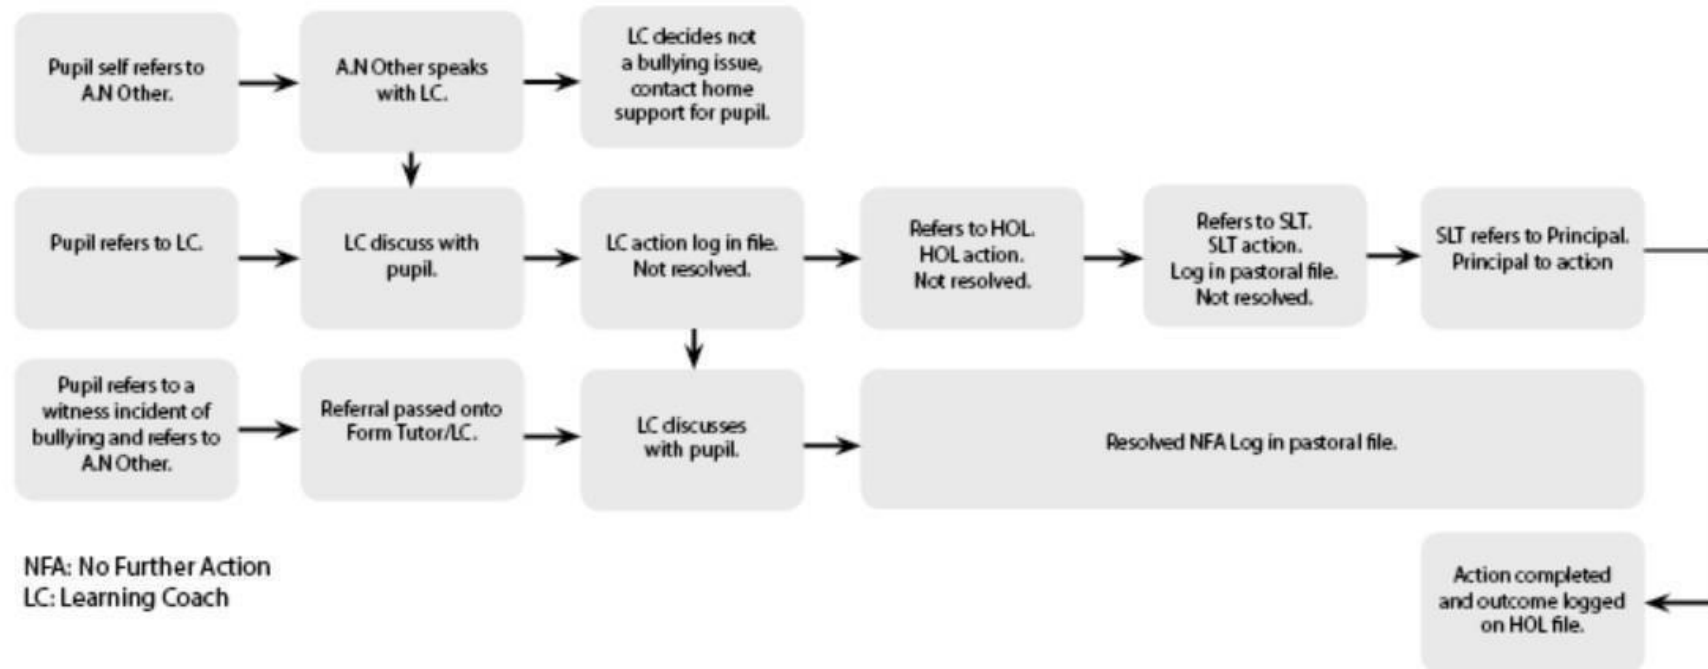 Pupil self refers to
A.N Other.
A.N Other speaks
with LC.
LC decides not
a bullying issue,
contact home
support for pupil.
Pupil refers to LC.
LC discuss with
pupil.
LC action log in file.
Not resolved.
Refers to HOL.
HOL action.
Not resolved.
Refers to SLT.
SLT action.
Log in pastoral file.
Not resolved.
SLT refers to Principal.
Principal to action
Pupil refers to a
witness incident of
bullying and refers to
A.N Other.
Referral passed onto
Form Tutor/LC.
LC discusses
with pupil.
Resolved NFA Log in pastoral file.
NFA: No Further Action
LC: Learning Coach
Action completed
and outcome logged
on HOL file.